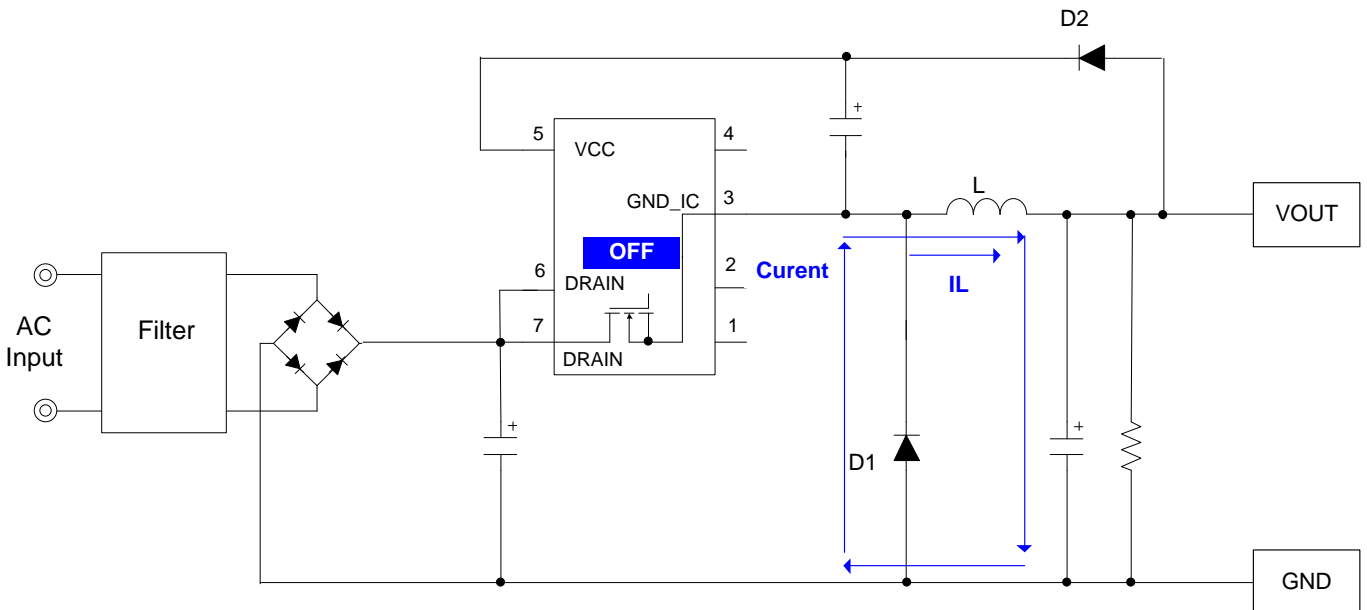 D2
+
5
4
VCC
GND_IC
3
L
VOUT
OFF
Curent
IL
6
DRAIN
2
AC
Input
Filter
7
1
DRAIN
+
+
D1
GND